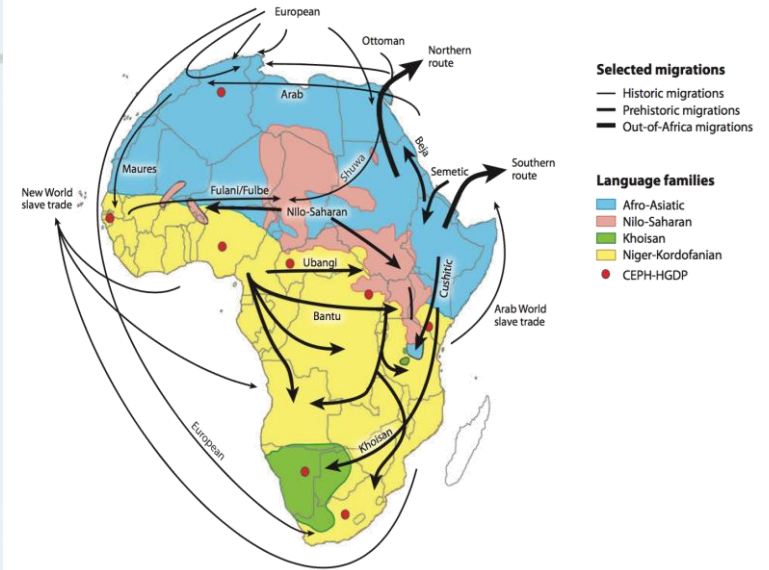 European
Ottoman
Northern
route
Arab
Beja
Maures
Shuwa
Semetic
Southern
route
New World
slave trade
Fulani/Fulbe
Nilo-Saharan
Ubangi
Cushitic
Bantu
Arab World
slave trade
European
Khoisan
Selected migrations
Historic migrations
Prehistoric migrations
Out-of-Africa migrations
Language families
Afro-Asiatic
Nilo-Saharan
Khoisan
Niger-Kordofanian
CEPH-HGDP